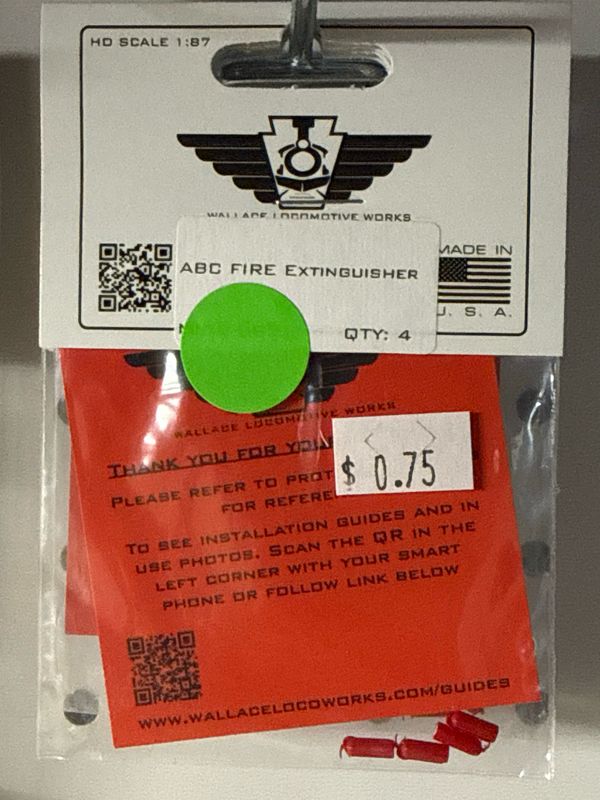 HO SCALE 1:87
WALLACE LOCOMOTIVE WORKS
MADE IN
U. S. A.
ABC FIRE EXTINGUISHER
QTY: 4
WALLACE LOCOMOTIVE WORKS
THANK YOU FOR YOU
$ 0.75
PLEASE REFER TO PROT
FOR REFERE
TO SEE INSTALLATION GUIDES AND IN
USE PHOTOS. SCAN THE QR IN THE
LEFT CORNER WITH YOUR SMART
PHONE OR FOLLOW LINK BELOW
WWW.WALLACELOCOWORKS.COM/GUIDES